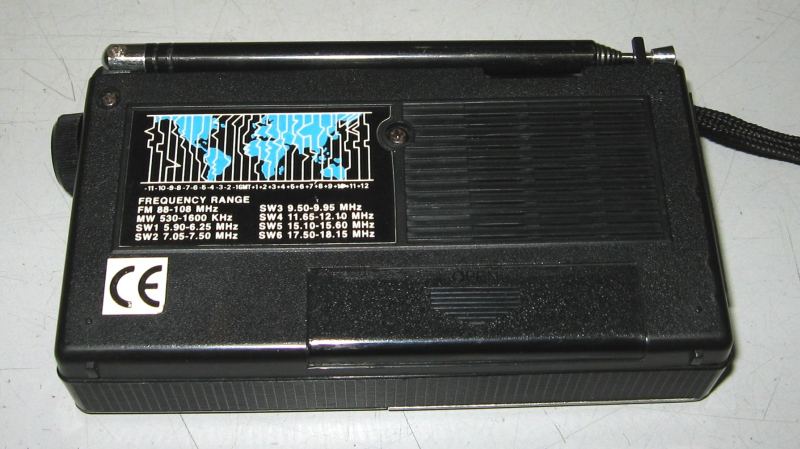 -11-10-9-8-7-6-5-4-3-2-1GMT+1+2+3+4+5+6+7+8+9+10+11+12
FREQUENCY RANGE
FM 88-108 MHz
MW 530-1600 KHz
SW1 5.90-6.25 MHz
SW2 7.05-7.50 MHz
SW3 9.50-9.95 MHz
SW4 11.65-12.10 MHz
SW5 15.10-15.60 MHz
SW6 17.50-18.15 MHz
CE
OPEN